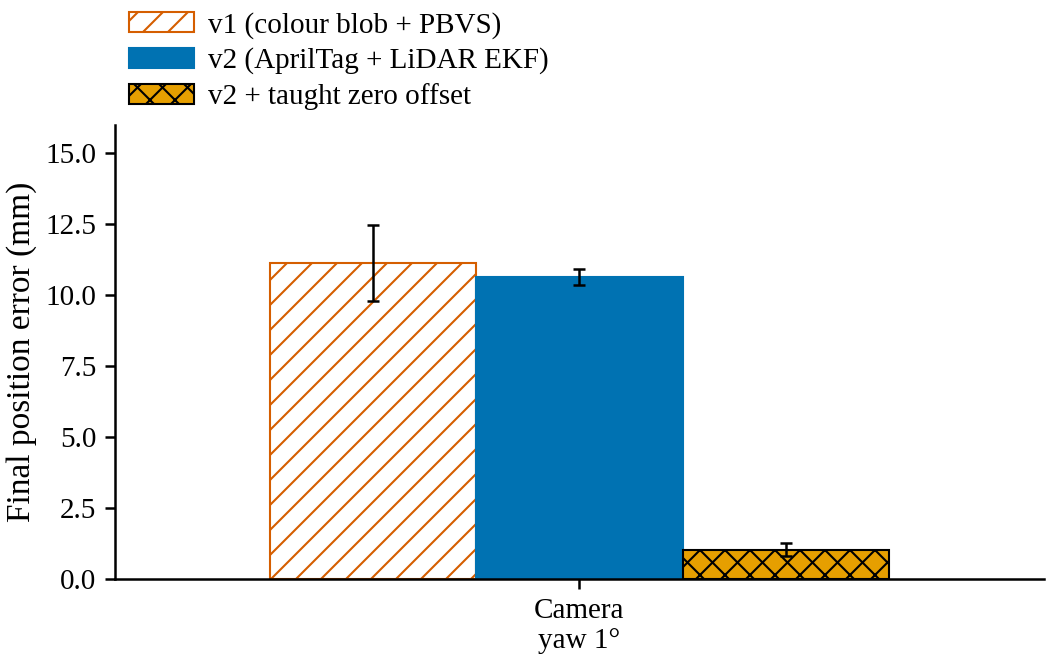 v1 (colour blob + PBVS)
v2 (AprilTag + LiDAR EKF)
v2 + taught zero offset
Final position error (mm)
15.0
12.5
10.0
7.5
5.0
2.5
0.0
Camera
yaw 1°